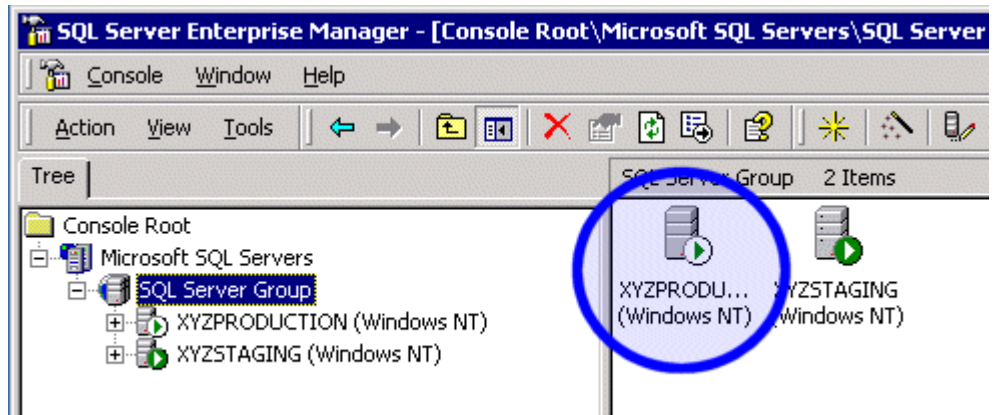 SQL Server Enterprise Manager - [Console Root\Microsoft SQL Servers\SQL Server
Console Window Help
Action View Tools
Tree
SQL Server Group 2 Items
Console Root
Microsoft SQL Servers
SQL Server Group
XYZPRODUCTION (Windows NT)
XYZSTAGING (Windows NT)
XYZPRODU... XYZSTAGING
(Windows NT) (Windows NT)